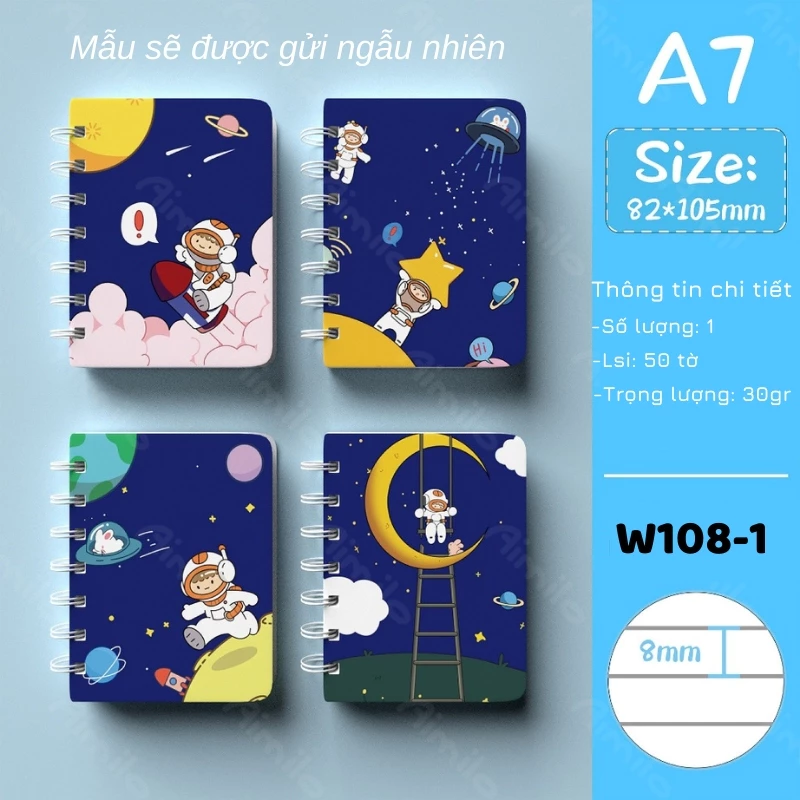 Mẫu sẽ được gửi ngẫu nhiên
A7
Size:
82*105mm
Thông tin chi tiết
-Số lượng: 1
-Lsi: 50 tờ
-Trọng lượng: 30gr
W108-1
8mm
!
!
Hi
Aimilo